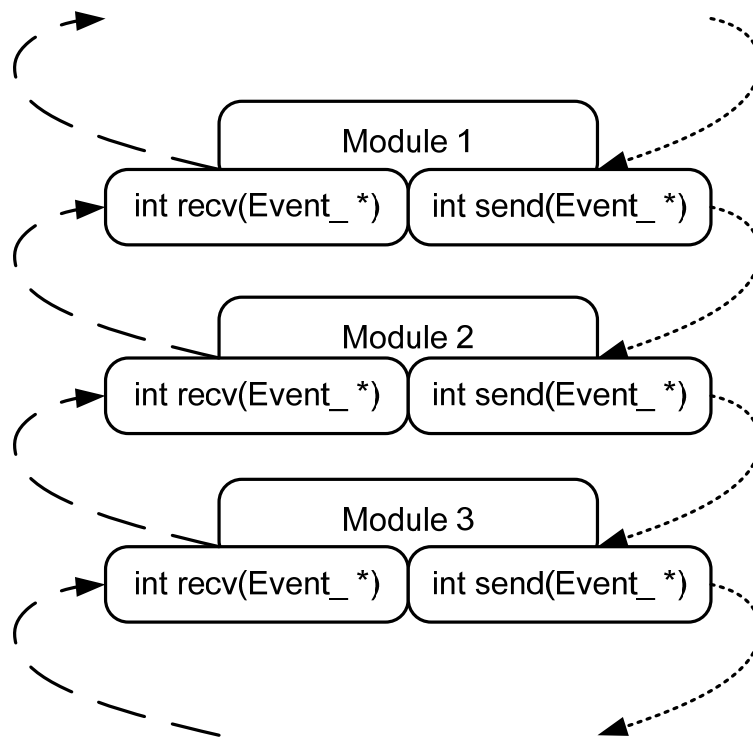 Module 1
int recv(Event_ *) int send(Event_ *)
Module 2
int recv(Event_ *) int send(Event_ *)
Module 3
int recv(Event_ *) int send(Event_ *)